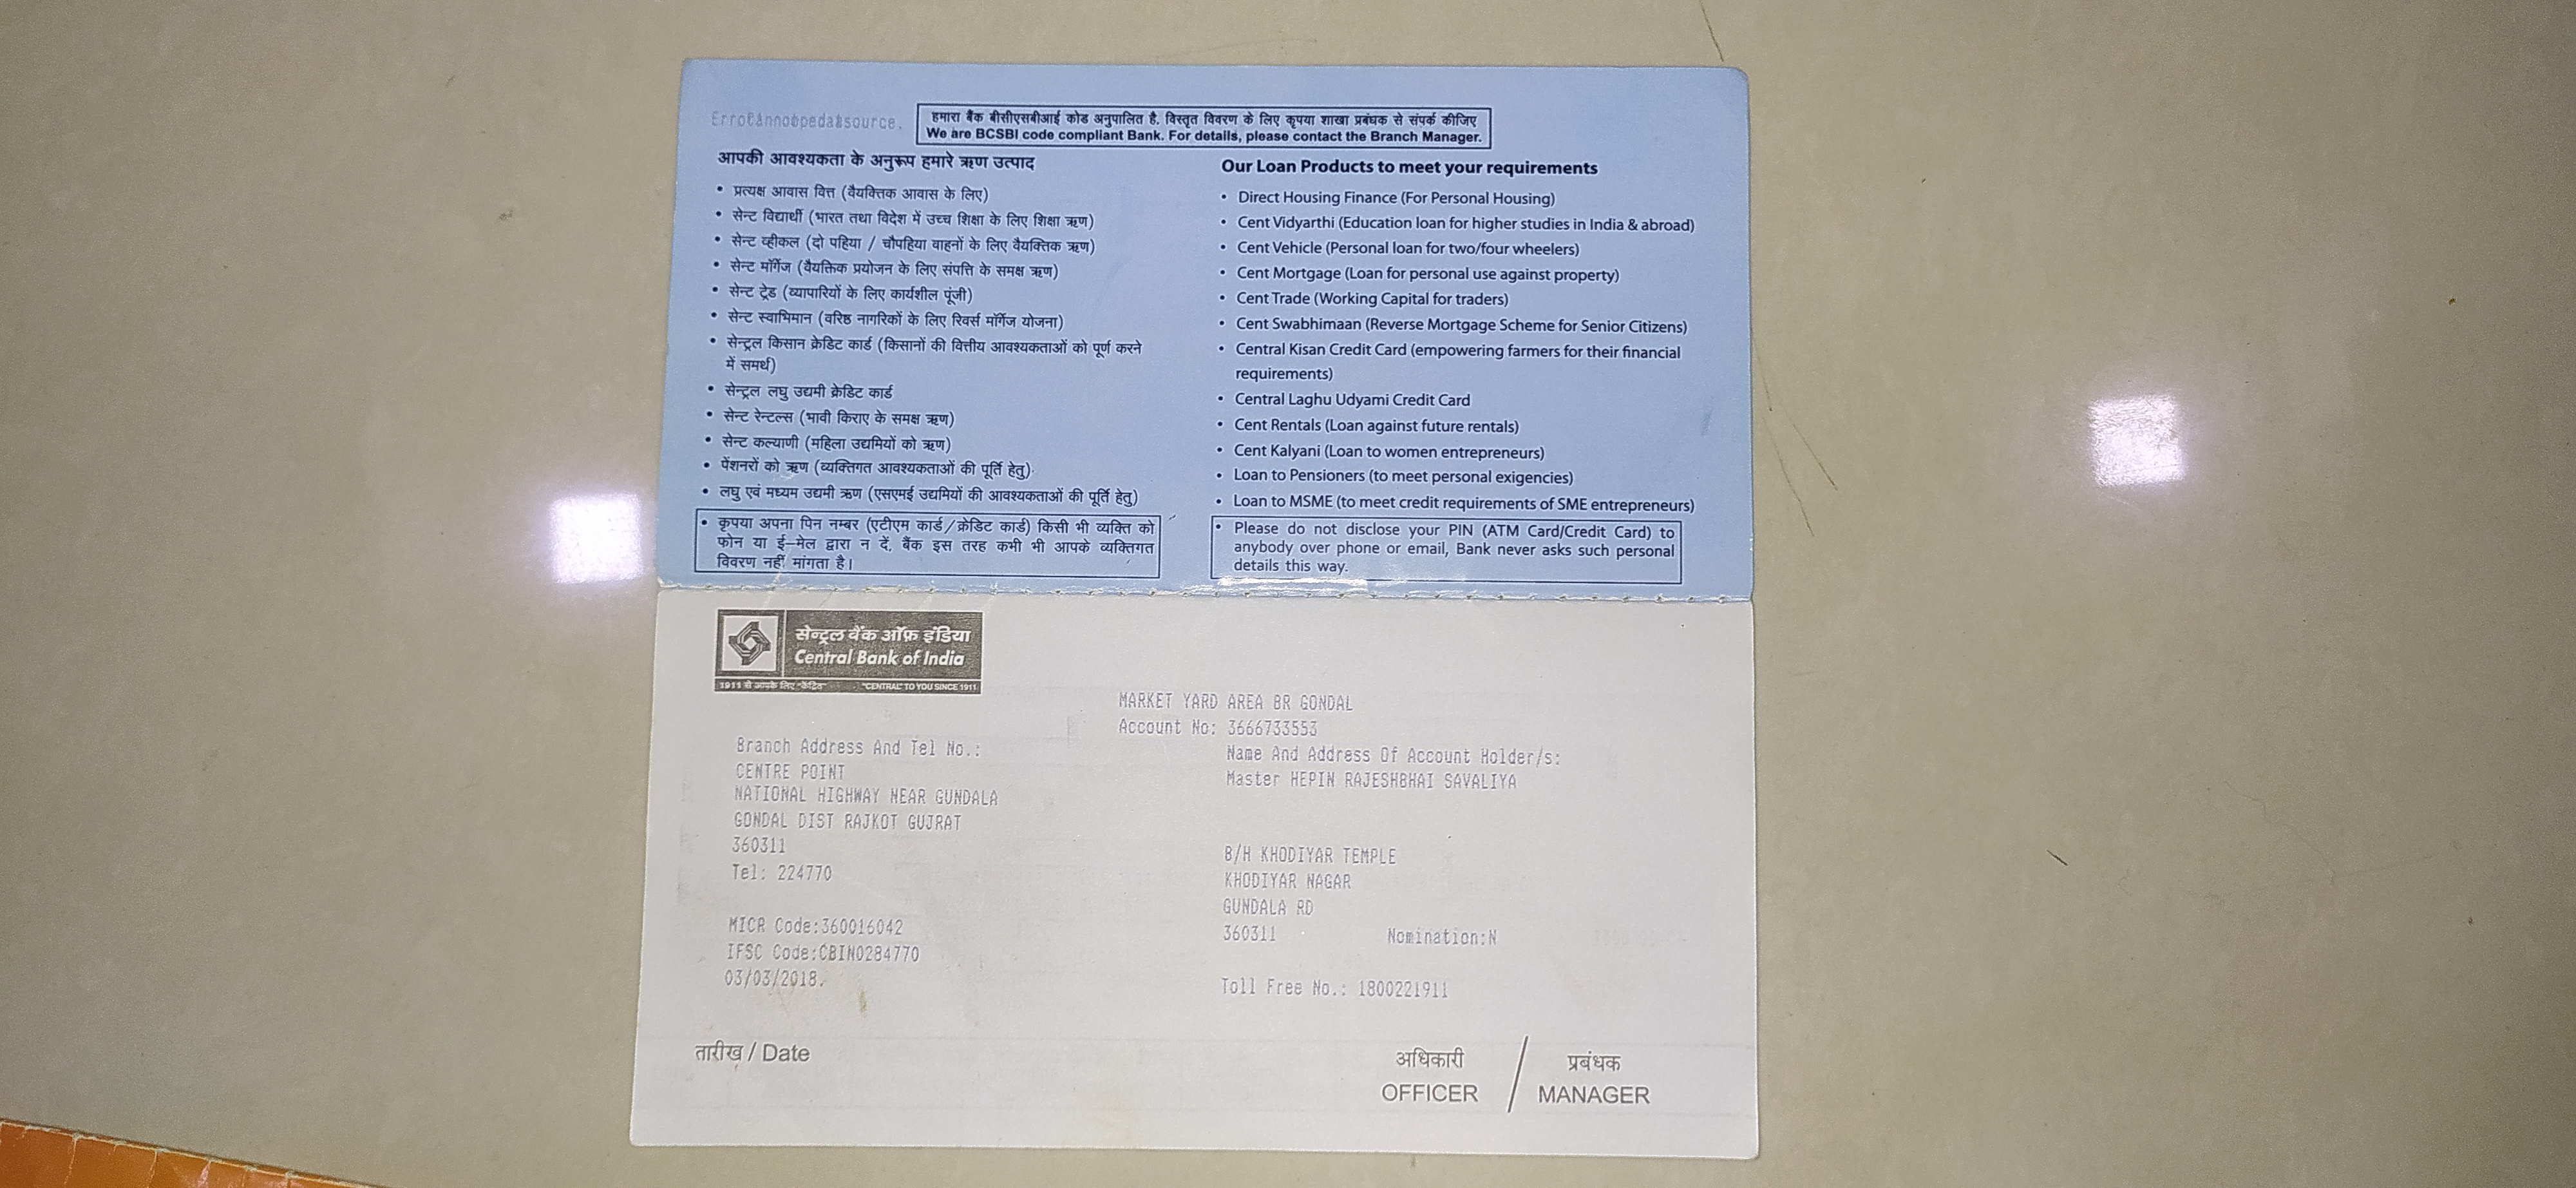 ErroCannotopedatasource.
हमारा बैंक बीसीएसबीआई कोड अनुपालित है. विस्तृत विवरण के लिए कृपया शाखा प्रबंधक से संपर्क कीजिए
We are BCSBI code compliant Bank. For details, please contact the Branch Manager.
आपकी आवश्यकता के अनुरूप हमारे ऋण उत्पाद
• प्रत्यक्ष आवास वित्त (वैयक्तिक आवास के लिए)
• सेन्ट विद्यार्थी (भारत तथा विदेश में उच्च शिक्षा के लिए शिक्षा ऋण)
• सेन्ट व्हीकल (दो पहिया / चौपहिया वाहनों के लिए वैयक्तिक ऋण)
• सेन्ट मॉर्गेज (वैयक्तिक प्रयोजन के लिए संपत्ति के समक्ष ऋण)
• सेन्ट ट्रेड (व्यापारियों के लिए कार्यशील पूंजी)
• सेन्ट स्वाभिमान (वरिष्ठ नागरिकों के लिए रिवर्स मॉर्गेज योजना)
• सेन्ट्रल किसान क्रेडिट कार्ड (किसानों की वित्तीय आवश्यकताओं को पूर्ण करने
में समर्थ)
• सेन्ट्रल लघु उद्यमी क्रेडिट कार्ड
• सेन्ट रेन्टल्स (भावी किराए के समक्ष ऋण)
• सेन्ट कल्याणी (महिला उद्यमियों को ऋण)
• पेंशनरों को ऋण (व्यक्तिगत आवश्यकताओं की पूर्ति हेतु)
• लघु एवं मध्यम उद्यमी ऋण (एसएमई उद्यमियों की आवश्यकताओं की पूर्ति हेतु)
• कृपया अपना पिन नम्बर (एटीएम कार्ड/क्रेडिट कार्ड) किसी भी व्यक्ति को
फोन या ई-मेल द्वारा न दें. बैंक इस तरह कभी भी आपके व्यक्तिगत
विवरण नहीं मांगता है।
Our Loan Products to meet your requirements
• Direct Housing Finance (For Personal Housing)
• Cent Vidyarthi (Education loan for higher studies in India & abroad)
• Cent Vehicle (Personal loan for two/four wheelers)
• Cent Mortgage (Loan for personal use against property)
• Cent Trade (Working Capital for traders)
• Cent Swabhimaan (Reverse Mortgage Scheme for Senior Citizens)
• Central Kisan Credit Card (empowering farmers for their financial
requirements)
• Central Laghu Udyami Credit Card
• Cent Rentals (Loan against future rentals)
• Cent Kalyani (Loan to women entrepreneurs)
• Loan to Pensioners (to meet personal exigencies)
• Loan to MSME (to meet credit requirements of SME entrepreneurs)
• Please do not disclose your PIN (ATM Card/Credit Card) to
anybody over phone or email, Bank never asks such personal
details this way.
सेन्ट्रल बैंक ऑफ़ इंडिया
Central Bank of India
1911 से आपके लिए "केंद्रित" "CENTRAL" TO YOU SINCE 1911
MARKET YARD AREA BR GONDAL
Account No: 3666733553
Branch Address And Tel No.:
CENTRE POINT
NATIONAL HIGHWAY NEAR GUNDALA
GONDAL DIST RAJKOT GUJRAT
360311
Tel: 224770
MICR Code:360016042
IFSC Code:CBIN0284770
03/03/2018.
Name And Address Of Account Holder/s:
Master HEPIN RAJESHBHAI SAVALIYA
B/H KHODIYAR TEMPLE
KHODIYAR NAGAR
GUNDALA RD
360311 Nomination:N
Toll Free No.: 1800221911
तारीख / Date
अधिकारी / प्रबंधक
OFFICER / MANAGER